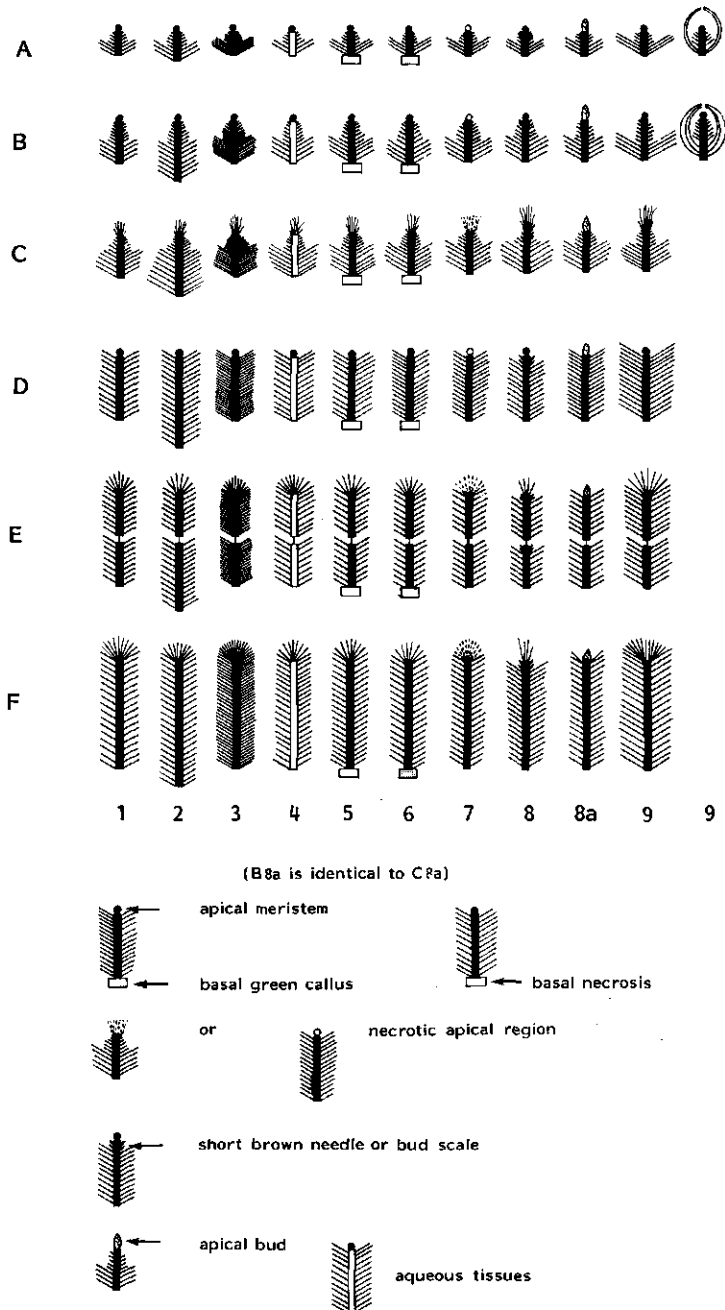 A
B
C
D
E
F
1 2 3 4 5 6 7 8 8a 9 9
(B8a is identical to C8a)
apical meristem
basal green callus
basal necrosis
or
necrotic apical region
short brown needle or bud scale
apical bud
aqueous tissues